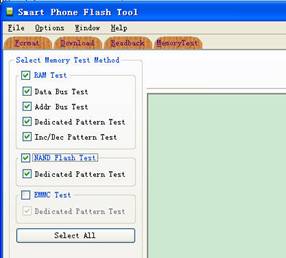 Smart Phone Flash Tool
File Options Window Help
Format Download Readback MemoryTest
Select Memory Test Method
RAM Test
Data Bus Test
Addr Bus Test
Dedicated Pattern Test
Inc/Dec Pattern Test
NAND Flash Test
Dedicated Pattern Test
EMMC Test
Dedicated Pattern Test
Select All